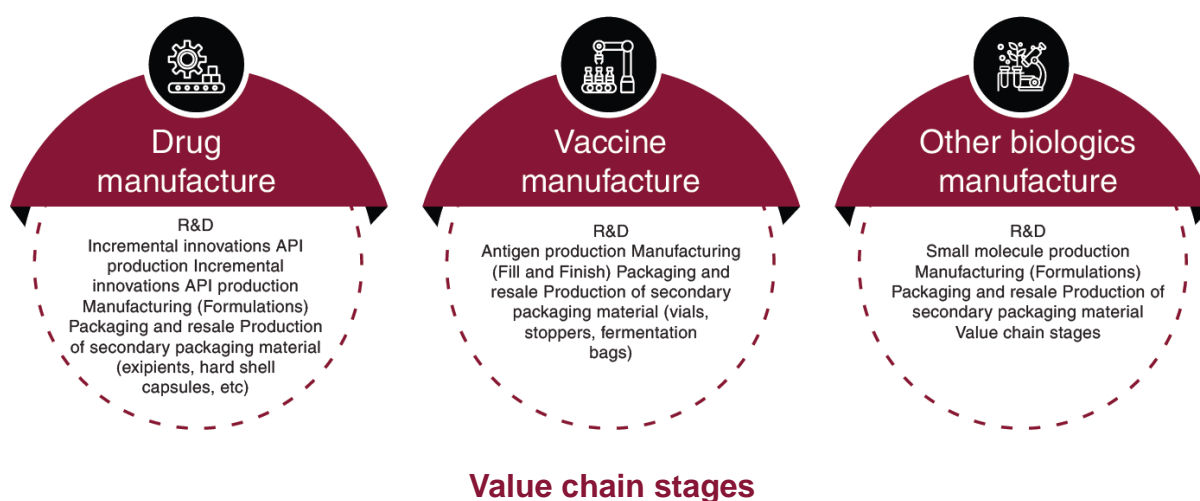 Drug
manufacture
R&D
Incremental innovations API
production Incremental
innovations API production
Manufacturing (Formulations)
Packaging and resale Production
of secondary packaging material
(exipients, hard shell
capsules, etc)
Vaccine
manufacture
R&D
Antigen production Manufacturing
(Fill and Finish) Packaging and
resale Production of secondary
packaging material (vials,
stoppers, fermentation
bags)
Other biologics
manufacture
R&D
Small molecule production
Manufacturing (Formulations)
Packaging and resale Production of
secondary packaging material
Value chain stages
Value chain stages